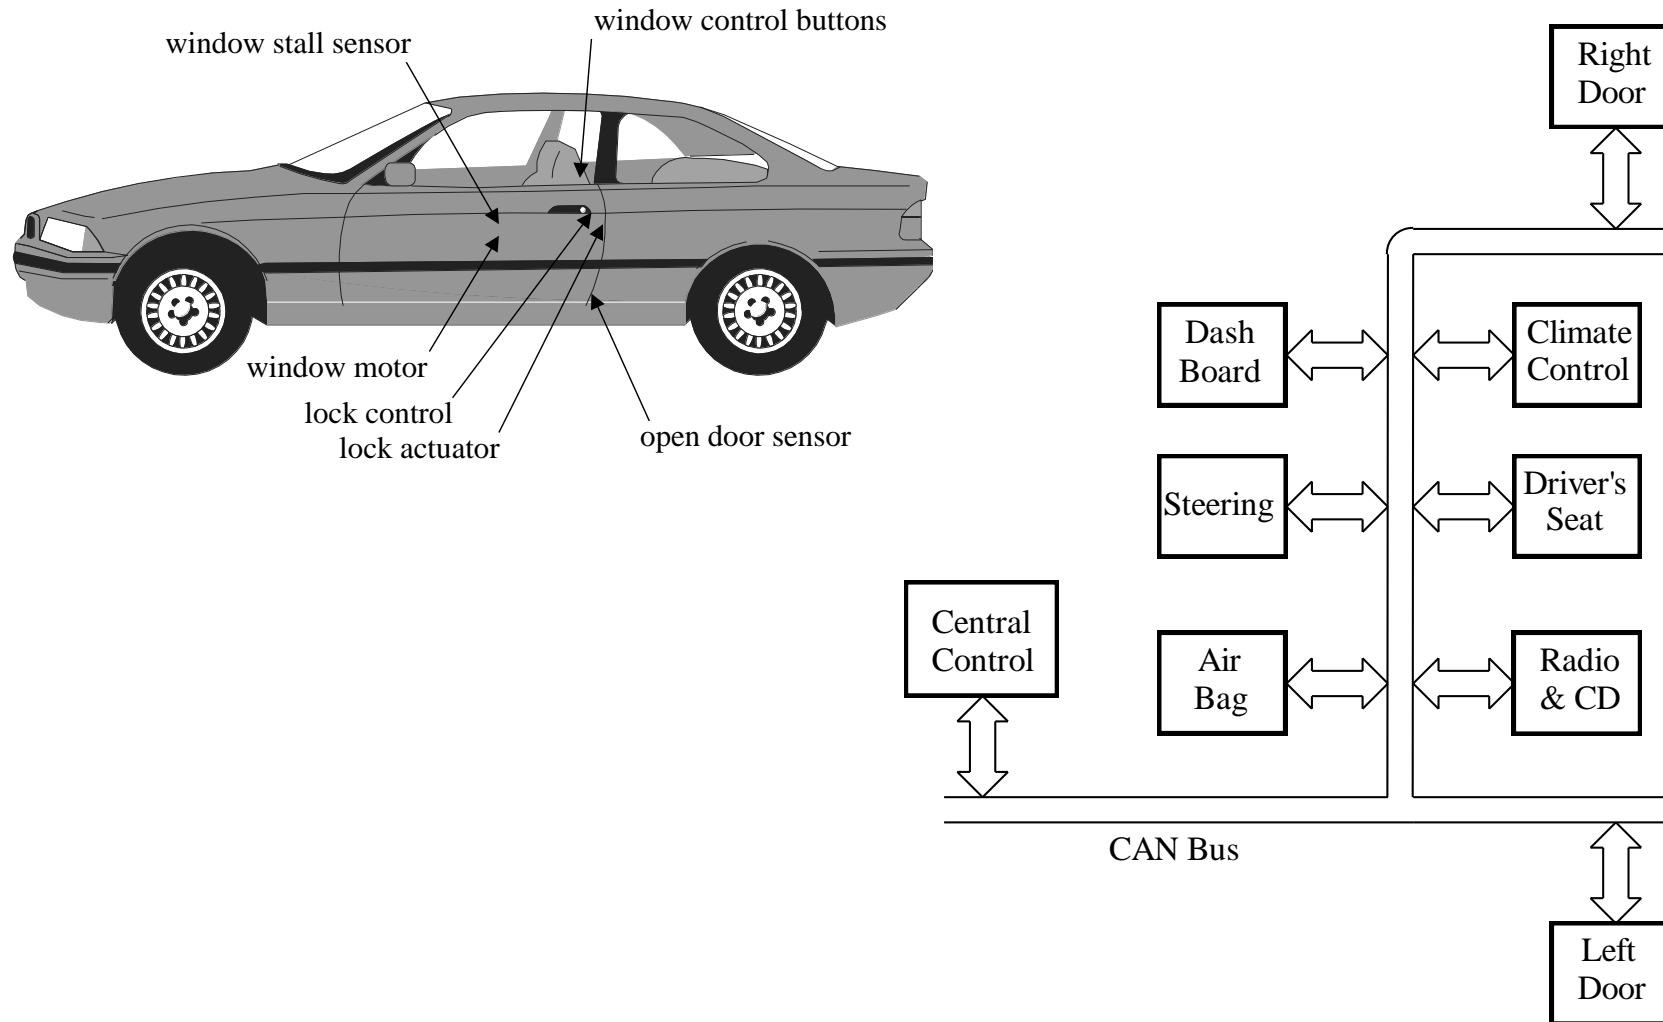 window stall sensor
window control buttons
window motor
lock control
lock actuator
open door sensor
Right
Door
Dash
Board
Climate
Control
Steering
Driver's
Seat
Central
Control
Air
Bag
Radio
& CD
CAN Bus
Left
Door